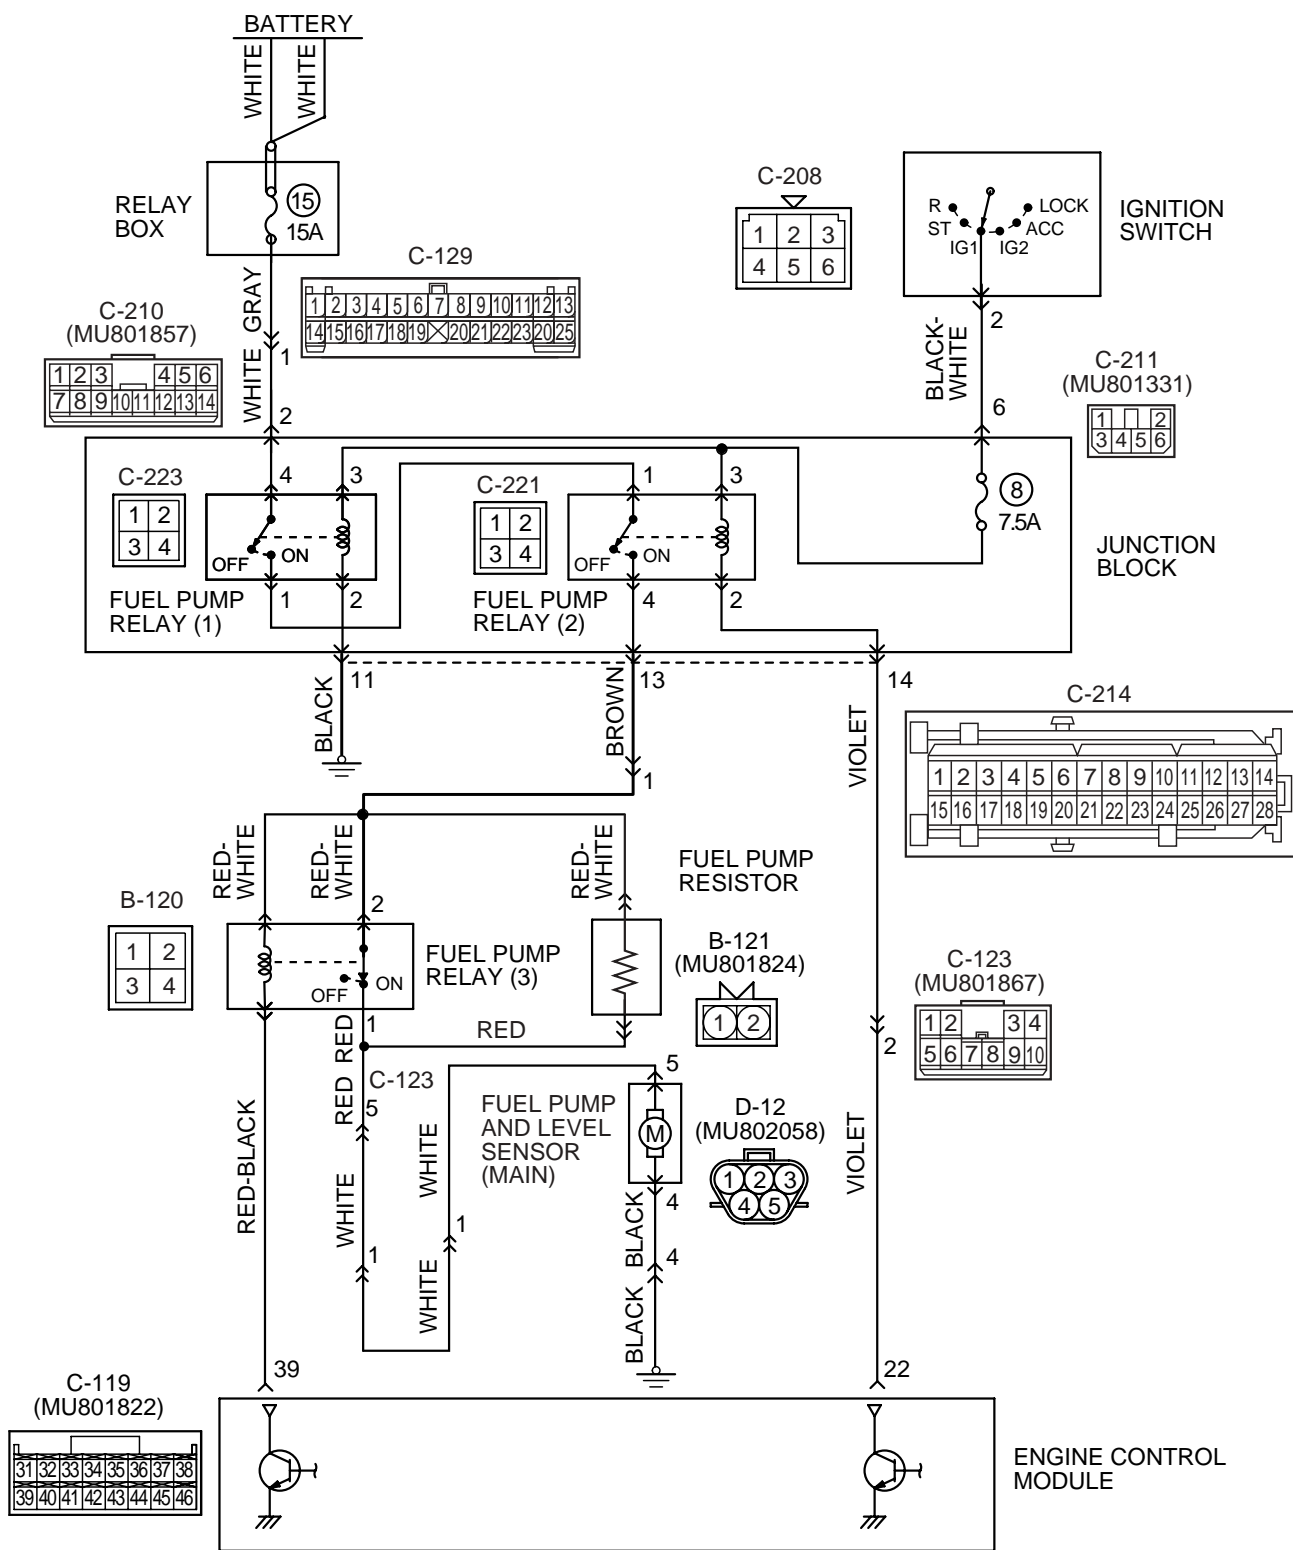 BATTERY
WHITE
WHITE
RELAY
BOX
15
15A
C-208
1 2 3
4 5 6
R
ST
IG1
IG2
ACC
LOCK
IGNITION
SWITCH
2
BLACK-
WHITE
6
C-129
1 2 3 4 5 6 7 8 9 10 11 12 13
14 15 16 17 18 19 20 21 22 23 20 25
C-210
(MU801857)
1 2 3 4 5 6
7 8 9 10 11 12 13 14
GRAY
1
WHITE
2
C-211
(MU801331)
1 2
3 4 5 6
C-223
1 2
3 4
4
3
OFF
ON
1
2
FUEL PUMP
RELAY (1)
C-221
1 2
3 4
1
3
OFF
ON
4
2
FUEL PUMP
RELAY (2)
8
7.5A
JUNCTION
BLOCK
11
13
14
BLACK
BROWN
1
VIOLET
C-214
1 2 3 4 5 6 7 8 9 10 11 12 13 14
15 16 17 18 19 20 21 22 23 24 25 26 27 28
RED-
WHITE
RED-
WHITE
RED-
WHITE
FUEL PUMP
RESISTOR
B-120
1 2
3 4
2
OFF
ON
FUEL PUMP
RELAY (3)
B-121
(MU801824)
1 2
C-123
(MU801867)
1 2 3 4
5 6 7 8 9 10
1
RED
RED
2
RED
C-123
5
5
FUEL PUMP
AND LEVEL
SENSOR
(MAIN)
M
D-12
(MU802058)
1 2 3
4 5
RED-BLACK
WHITE
1
WHITE
1
WHITE
4
BLACK
4
BLACK
VIOLET
39
22
C-119
(MU801822)
31 32 33 34 35 36 37 38
39 40 41 42 43 44 45 46
ENGINE CONTROL
MODULE